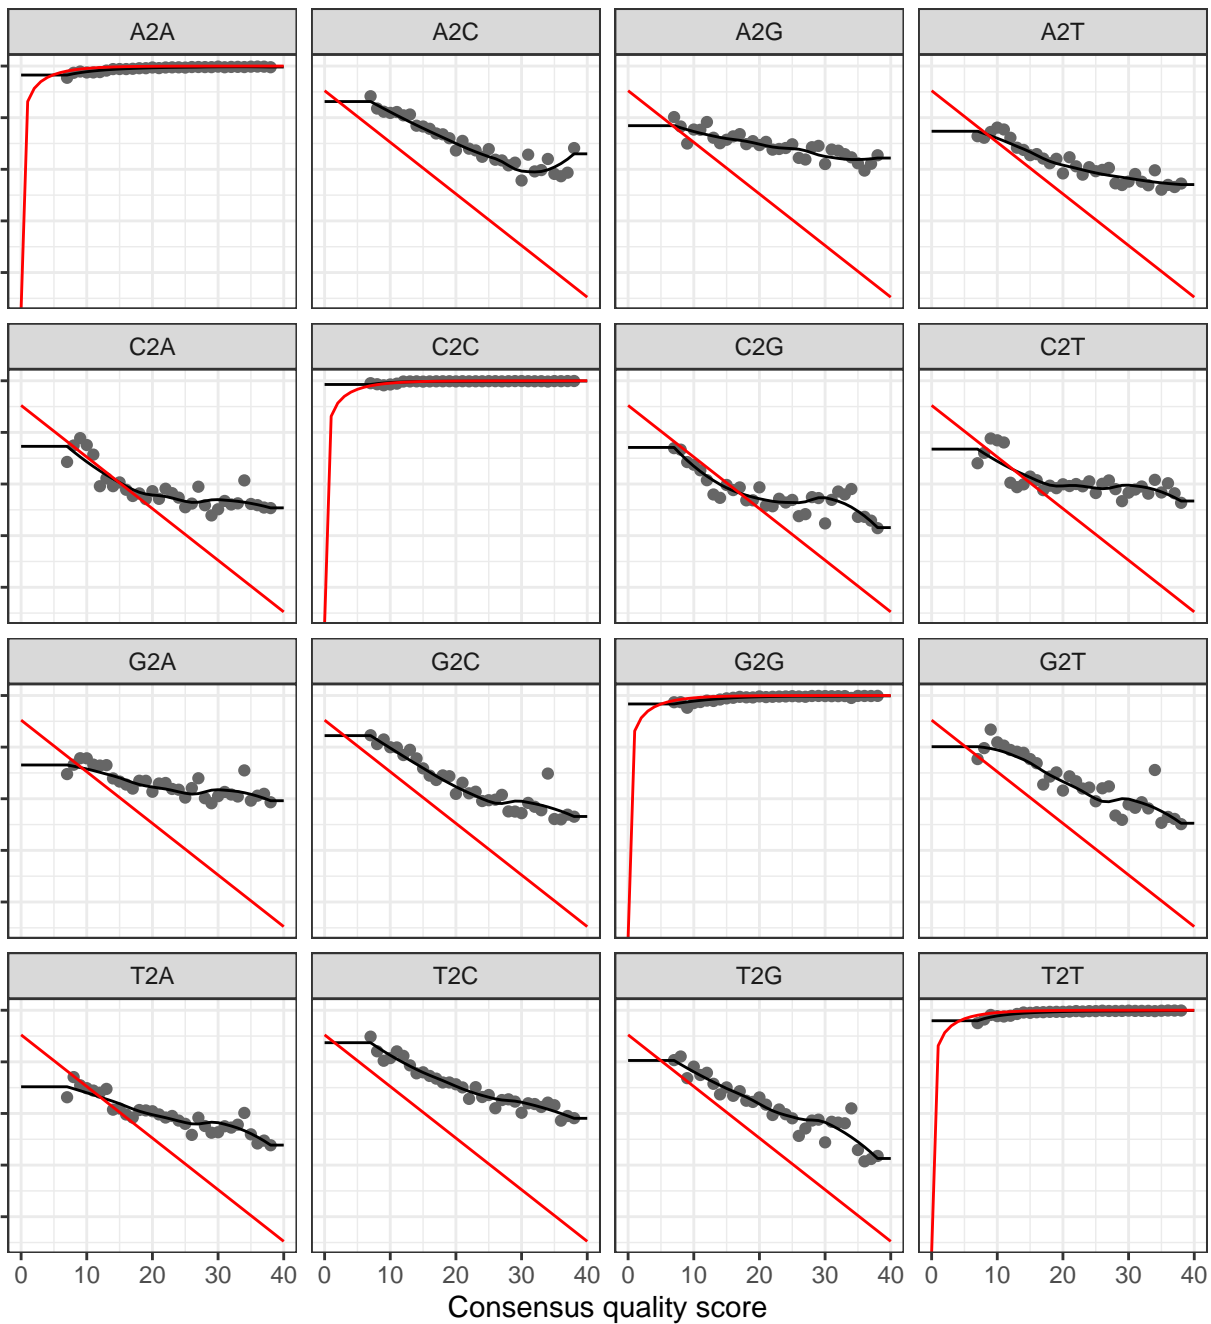 A2A A2C A2G A2T
C2A C2C C2G C2T
G2A G2C G2G G2T
T2A T2C T2G T2T
0 10 20 30 40 0 10 20 30 40 0 10 20 30 40 0 10 20 30 40
Consensus quality score